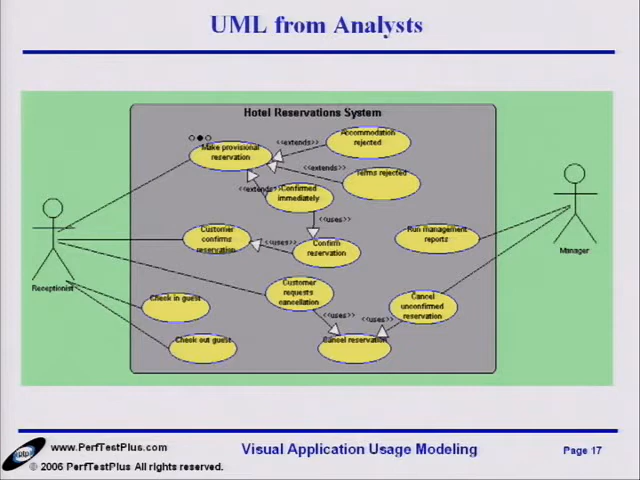 UML from Analysts
Hotel Reservations System
Make provisional
reservation
<<extends>>
Accommodation
rejected
<<extends>>
Terms rejected
<<extends>>
Confirmed
immediately
<<uses>>
Customer
confirms
reservation
<<uses>>
Confirm
reservation
Run management
reports
Manager
Receptionist
Customer
requests
cancellation
Check in guest
<<uses>>
<<uses>>
Cancel
unconfirmed
reservation
Check out guest
Cancel reservation
www.PerfTestPlus.com
© 2006 PerfTestPlus All rights reserved.
Visual Application Usage Modeling
Page 17